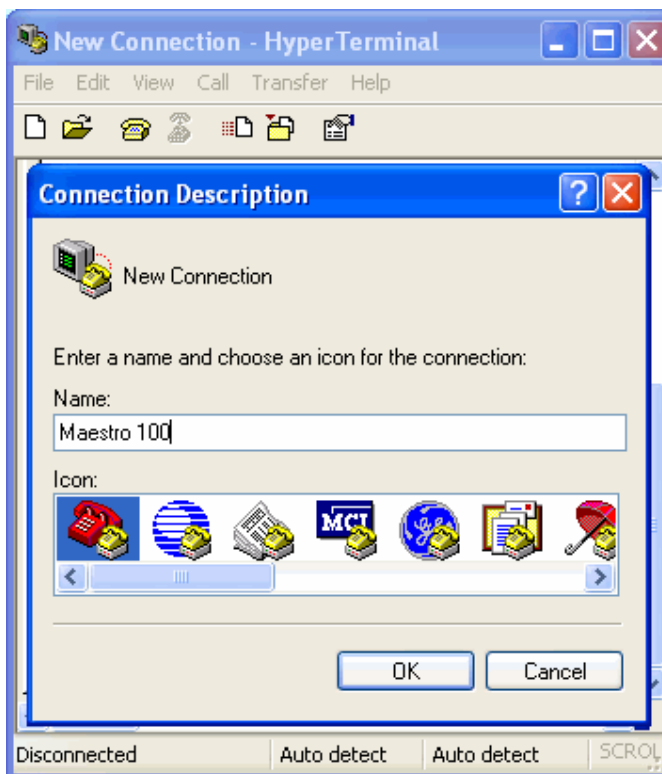 New Connection - HyperTerminal
File Edit View Call Transfer Help
Connection Description
New Connection
Enter a name and choose an icon for the connection:
Name:
Maestro 100
Icon:
MCI
OK Cancel
Disconnected Auto detect Auto detect